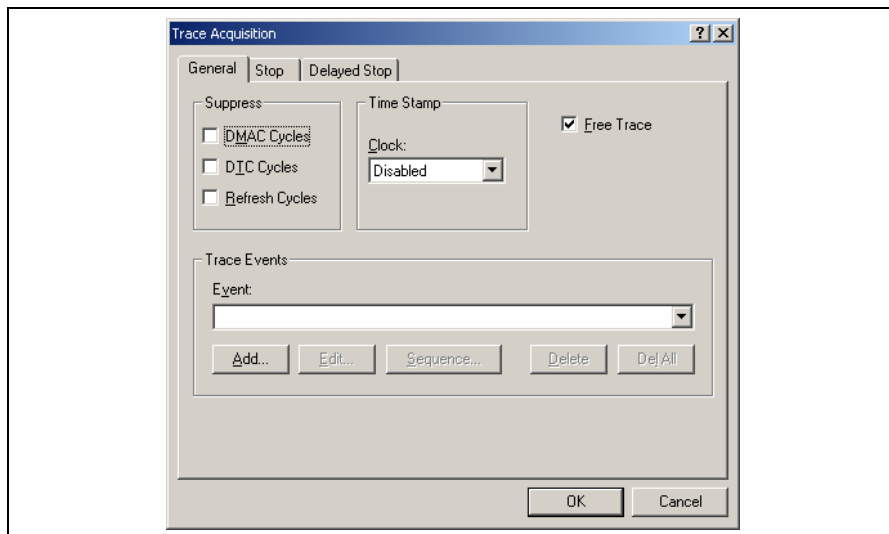 Trace Acquisition
General Stop Delayed Stop
Suppress
DMAC Cycles
DTC Cycles
Refresh Cycles
Time Stamp
Clock:
Disabled
Free Trace
Trace Events
Event:
Add... Edit... Sequence... Delete Del All
OK Cancel